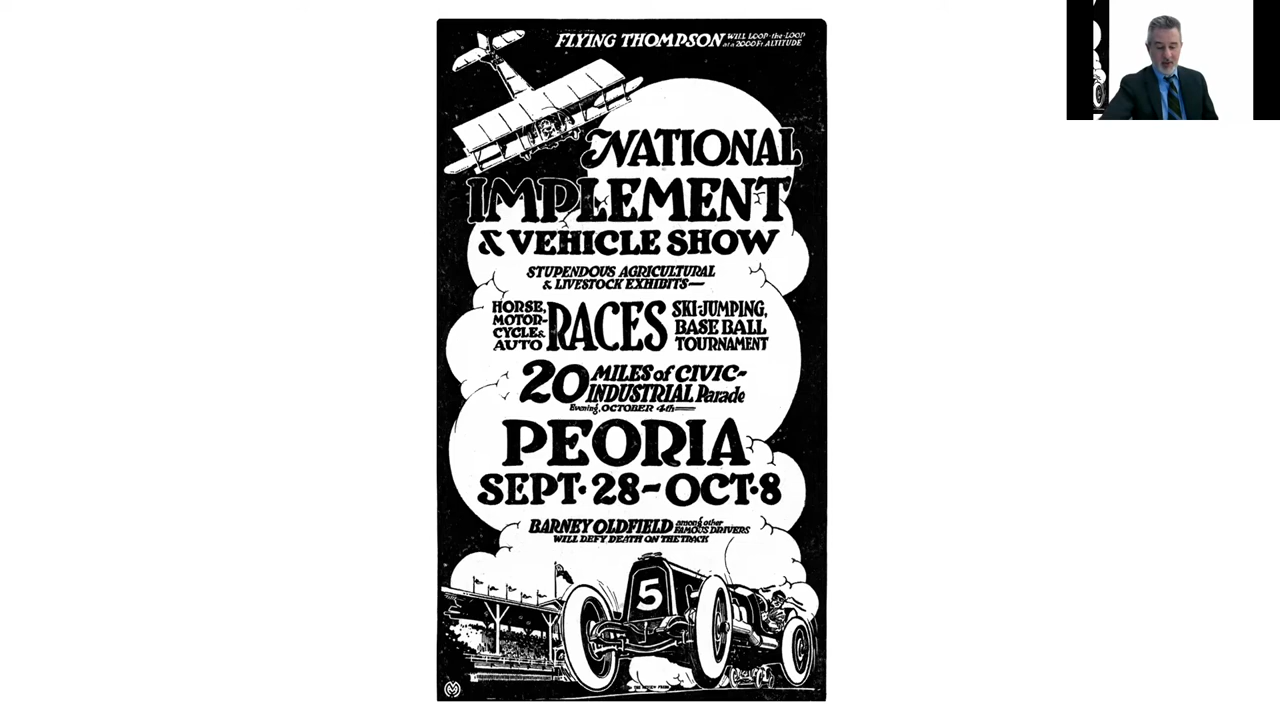 FLYING THOMPSON WILL LOOP-the-LOOP
at a 2000 Ft ALTITUDE
NATIONAL
IMPLEMENT
& VEHICLE SHOW
STUPENDOUS AGRICULTURAL
& LIVESTOCK EXHIBITS—
HORSE,
MOTOR-
CYCLE &
AUTO
RACES
SKI-JUMPING,
BASE BALL
TOURNAMENT
20 MILES of CIVIC-
INDUSTRIAL Parade
Evening, OCTOBER 4th
PEORIA
SEPT. 28-OCT. 8
BARNEY OLDFIELD among other
FAMOUS DRIVERS
WILL DEFY DEATH ON THE TRACK
5